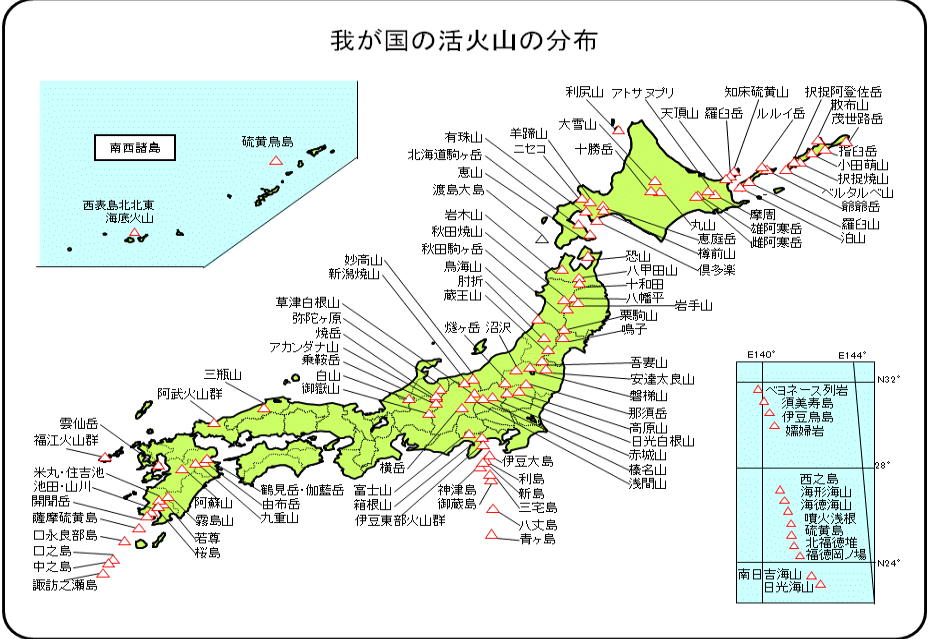 我が国の活火山の分布
南西諸島
硫黄鳥島
西表島北北東
海底火山
利尻山
アトサヌプリ
知床硫黄山
択捉阿登佐岳
散布山
天頂山
羅臼岳
ルルイ岳
茂世路岳
大雪山
十勝岳
羊蹄山
ニセコ
有珠山
北海道駒ヶ岳
恵山
渡島大島
指臼岳
小田萌山
択捉焼山
ベルタルベ山
爺爺岳
羅臼山
泊山
摩周
雄阿寒岳
雌阿寒岳
丸山
恵庭岳
樽前山
倶多楽
岩木山
秋田焼山
秋田駒ヶ岳
鳥海山
肘折
蔵王山
恐山
八甲田山
十和田
八幡平
岩手山
栗駒山
鳴子
妙高山
新潟焼山
草津白根山
弥陀ヶ原
焼岳
アカンダナ山
乗鞍岳
白山
御嶽山
燧ヶ岳
沼沢
吾妻山
安達太良山
磐梯山
那須岳
高原山
日光白根山
赤城山
榛名山
浅間山
三瓶山
阿武火山群
雲仙岳
福江火山群
米丸・住吉池
池田・山川
開聞岳
薩摩硫黄島
口永良部島
口之島
中之島
諏訪之瀬島
鶴見岳・伽藍岳
由布岳
九重山
阿蘇山
霧島山
若尊
桜島
横岳
富士山
箱根山
伊豆東部火山群
伊豆大島
利島
新島
神津島
三宅島
御蔵島
八丈島
青ヶ島
E140°
E144°
N32°
ベヨネース列岩
須美寿島
伊豆鳥島
孀婦岩
28°
西之島
海形海山
海徳海山
噴火浅根
硫黄島
北福徳堆
福徳岡ノ場
N24°
南日吉海山
日光海山